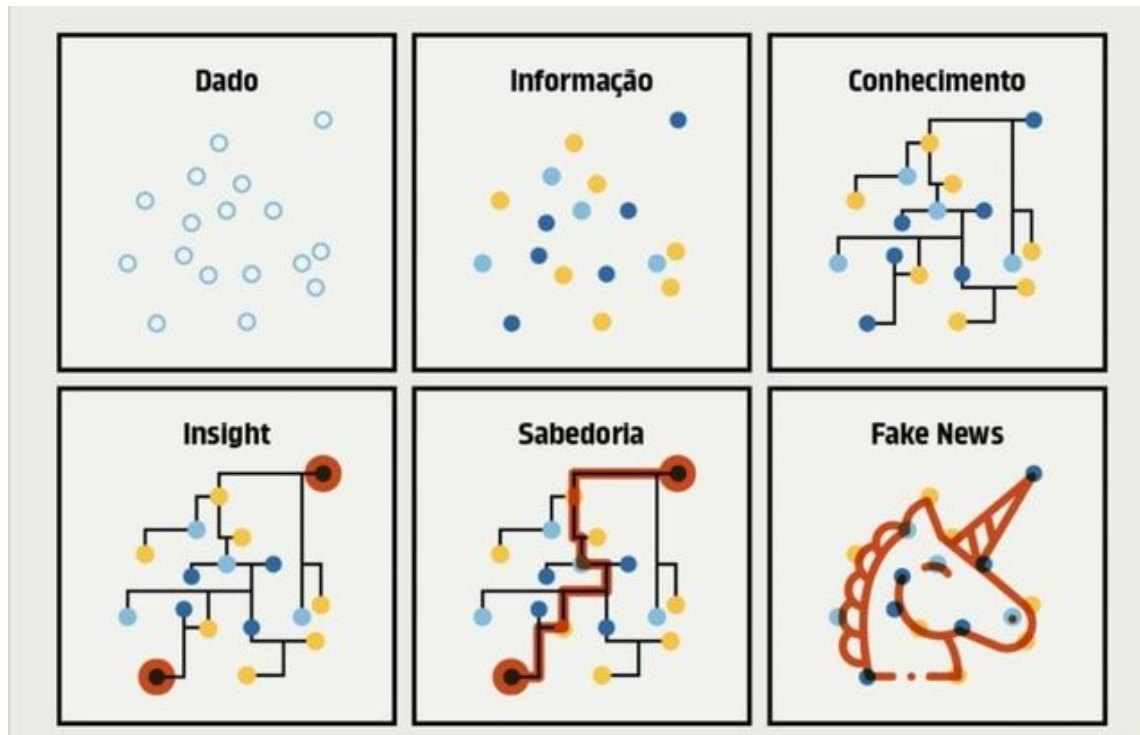 Dado
Informação
Conhecimento
Insight
Sabedoria
Fake News